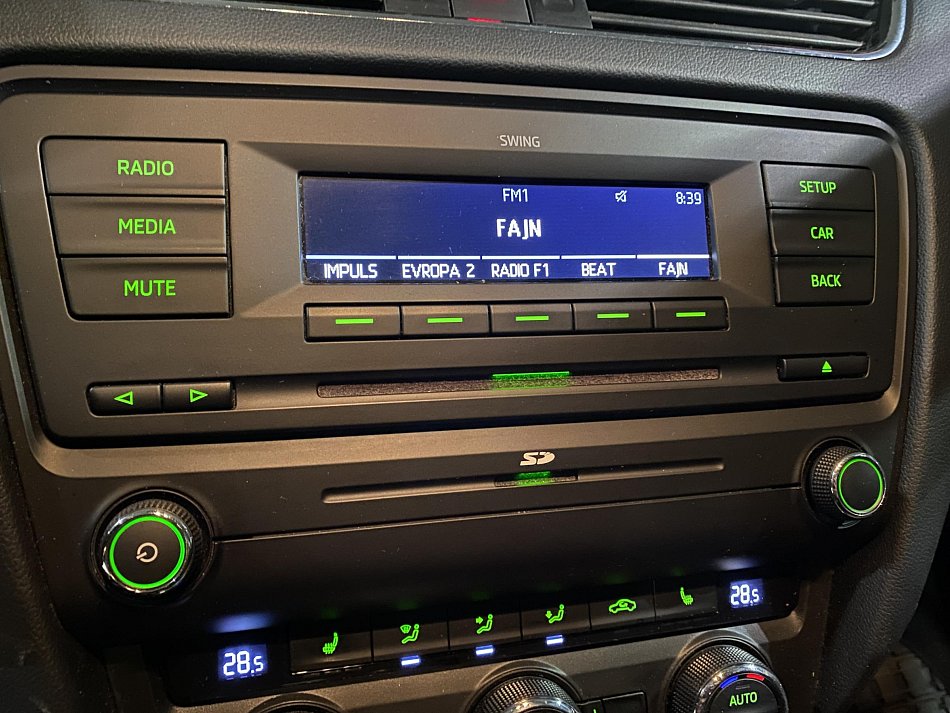 SWING
RADIO
MEDIA
MUTE
FM1 8:39
FAJN
IMPULS EVROPA 2 RADIO F1 BEAT FAJN
SETUP
CAR
BACK
SD
28.5
28.5
AUTO